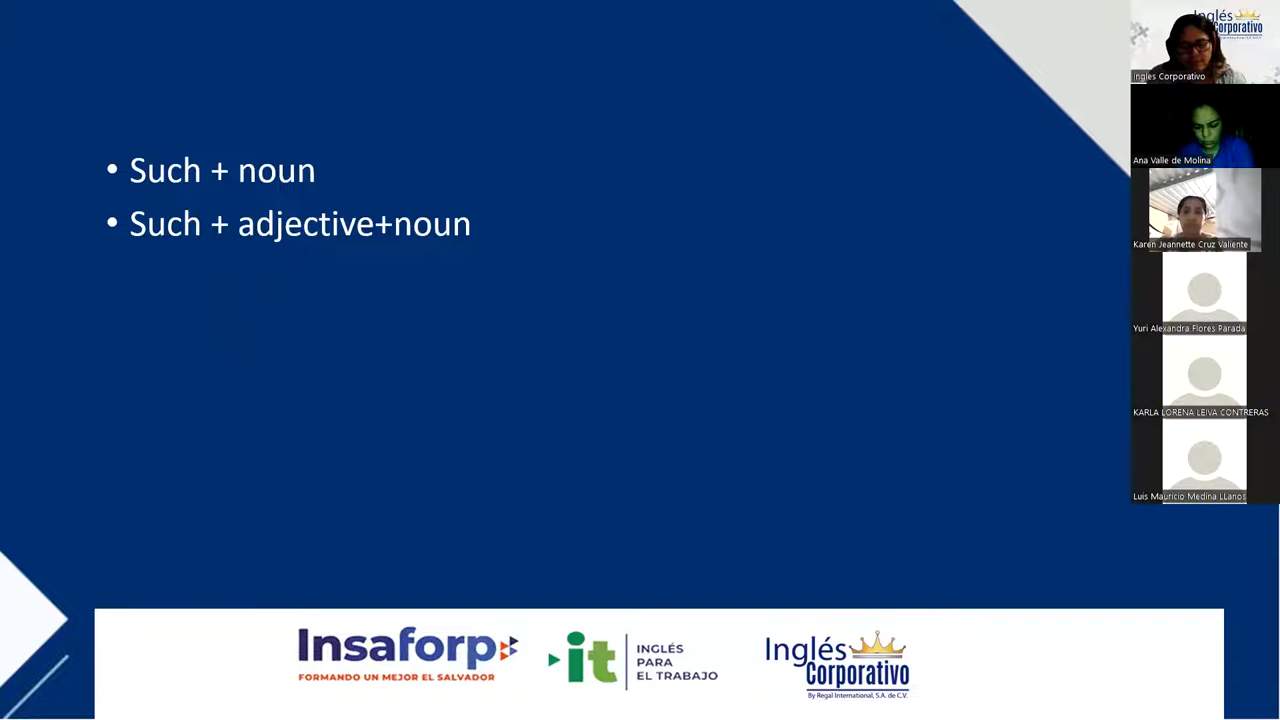 • Such + noun
• Such + adjective+noun
Inglés
Corporativo
Ingles Corporativo
Ana Valle de Molina
Karen Jeannette Cruz Valiente
Yuri Alexandra Flores Parada
KARLA LORENA LEIVA CONTRERAS
Luis Mauricio Medina LLanos
Insaforp
FORMANDO UN MEJOR EL SALVADOR
it
INGLÉS
PARA
EL TRABAJO
Inglés
Corporativo
By Regal International, S.A. de C.V.